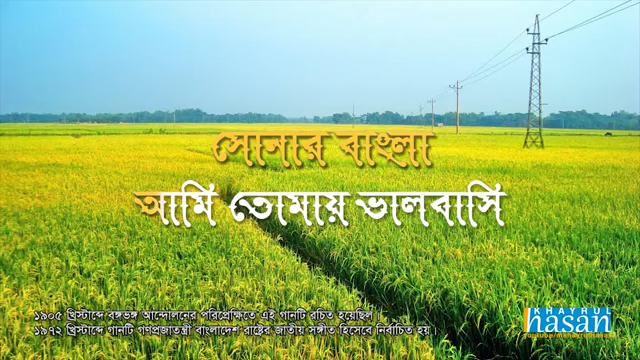 সোনার বাংলা
আমি তোমায় ভালবাসি
১৯০৫ খ্রিস্টাব্দে বঙ্গভঙ্গ আন্দোলনের পরিপ্রেক্ষিতে এই গানটি রচিত হয়েছিল
১৯৭২ খ্রিস্টাব্দে গানটি গণপ্রজাতন্ত্রী বাংলাদেশ রাষ্ট্রের জাতীয় সঙ্গীত হিসেবে নির্বাচিত হয়।
KHAYRUL
hasan